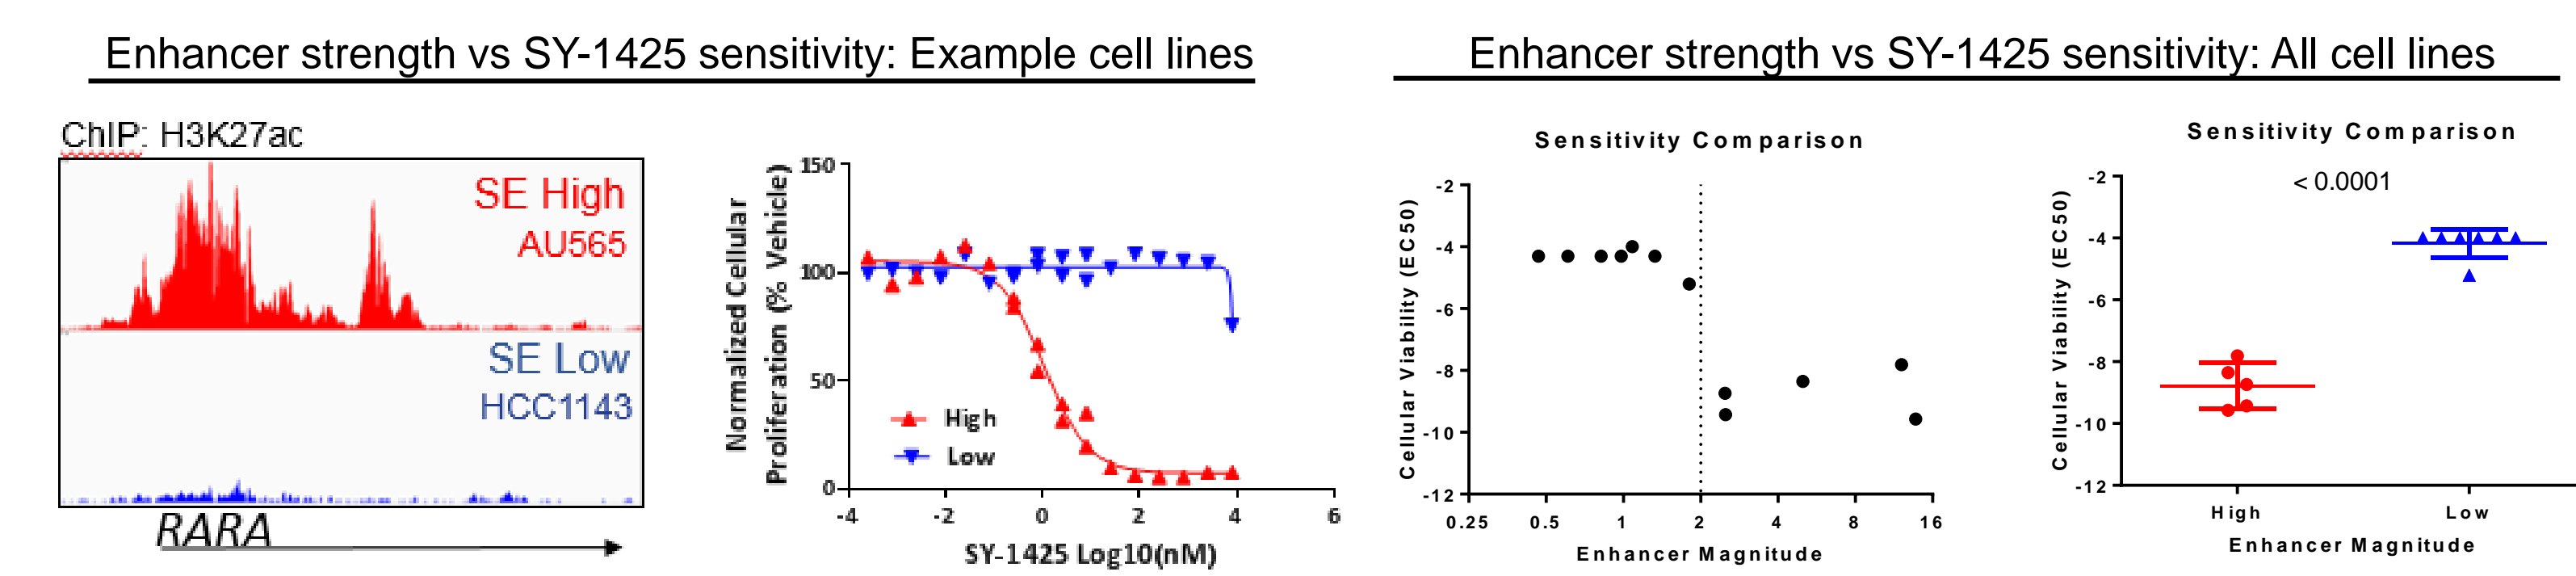 Enhancer strength vs SY-1425 sensitivity: Example cell lines
ChIP: H3K27ac
SE High
AU565
SE Low
HCC1143
RARA
Normalized Cellular
Proliferation (% Vehicle)
150
100
50
0
High
Low
-4 -2 0 2 4 6
SY-1425 Log10(nM)
Enhancer strength vs SY-1425 sensitivity: All cell lines
Sensitivity Comparison
Cellular Viability (EC50)
-2
-4
-6
-8
-10
-12
0.25 0.5 1 2 4 8 16
Enhancer Magnitude
Sensitivity Comparison
< 0.0001
Cellular Viability (EC50)
-2
-4
-6
-8
-10
-12
High Low
Enhancer Magnitude